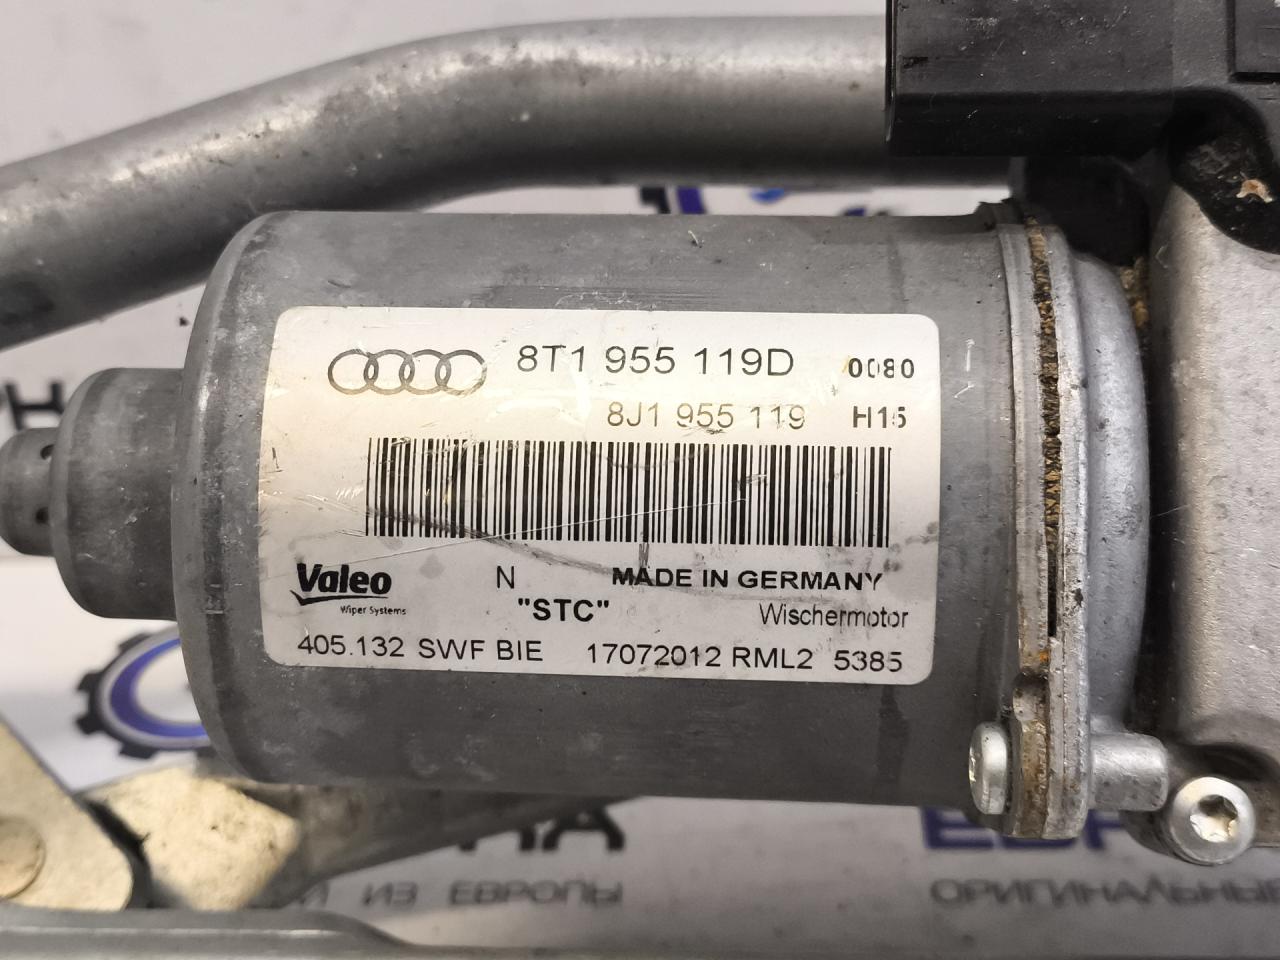 8T1 955 119D 0080
8J1 955 119 H15
Valeo N MADE IN GERMANY
Wiper Systems "STC" Wischermotor
405.132 SWF BIE 17072012 RML2 5385
ИЗ ЕВРОПЫ
ОРИГИНАЛЬНЫЕ